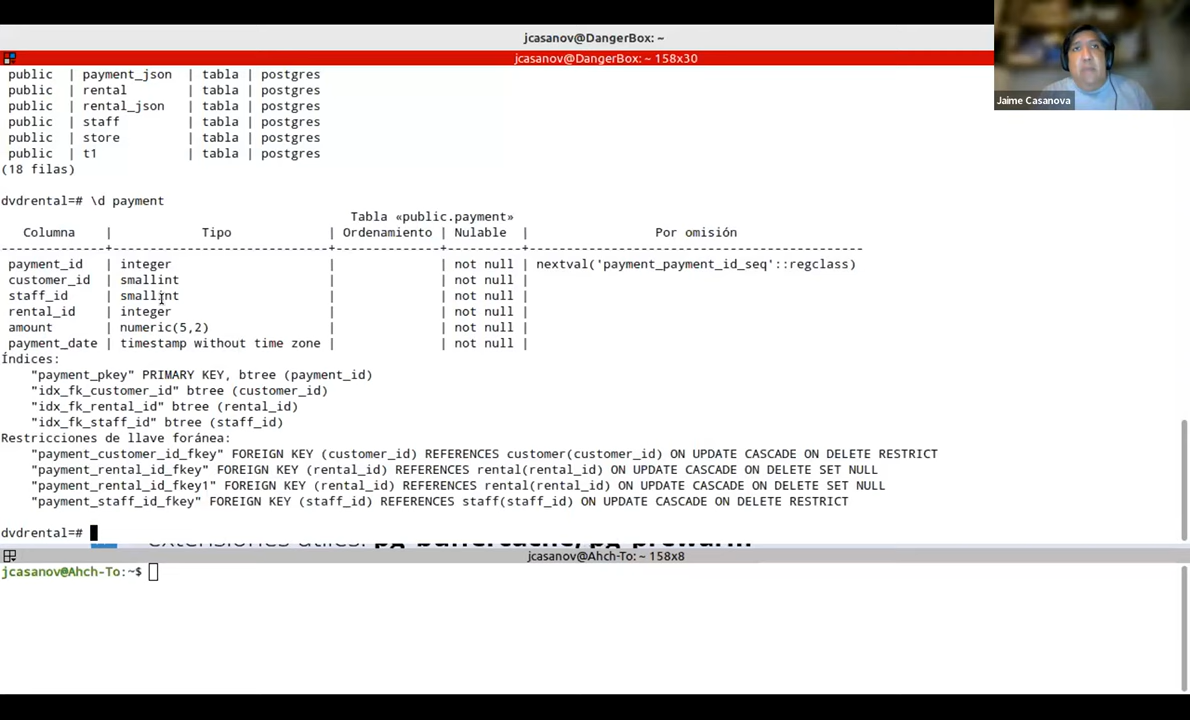 jcasanov@DangerBox: ~
jcasanov@DangerBox: ~ 158x30
public | payment_json | tabla | postgres
public | rental | tabla | postgres
public | rental_json | tabla | postgres
public | staff | tabla | postgres
public | store | tabla | postgres
public | t1 | tabla | postgres
(18 filas)
Jaime Casanova
dvdrental=# \d payment
Tabla «public.payment»
Columna | Tipo | Ordenamiento | Nulable | Por omisión
payment_id | integer | | not null | nextval('payment_payment_id_seq'::regclass)
customer_id | smallint | | not null |
staff_id | smallint | | not null |
rental_id | integer | | not null |
amount | numeric(5,2) | | not null |
payment_date | timestamp without time zone | | not null |
Índices:
"payment_pkey" PRIMARY KEY, btree (payment_id)
"idx_fk_customer_id" btree (customer_id)
"idx_fk_rental_id" btree (rental_id)
"idx_fk_staff_id" btree (staff_id)
Restricciones de llave foránea:
"payment_customer_id_fkey" FOREIGN KEY (customer_id) REFERENCES customer(customer_id) ON UPDATE CASCADE ON DELETE RESTRICT
"payment_rental_id_fkey" FOREIGN KEY (rental_id) REFERENCES rental(rental_id) ON UPDATE CASCADE ON DELETE SET NULL
"payment_rental_id_fkey1" FOREIGN KEY (rental_id) REFERENCES rental(rental_id) ON UPDATE CASCADE ON DELETE SET NULL
"payment_staff_id_fkey" FOREIGN KEY (staff_id) REFERENCES staff(staff_id) ON UPDATE CASCADE ON DELETE RESTRICT
dvdrental=#
jcasanov@Ahch-To: ~ 158x8
jcasanov@Ahch-To:~$